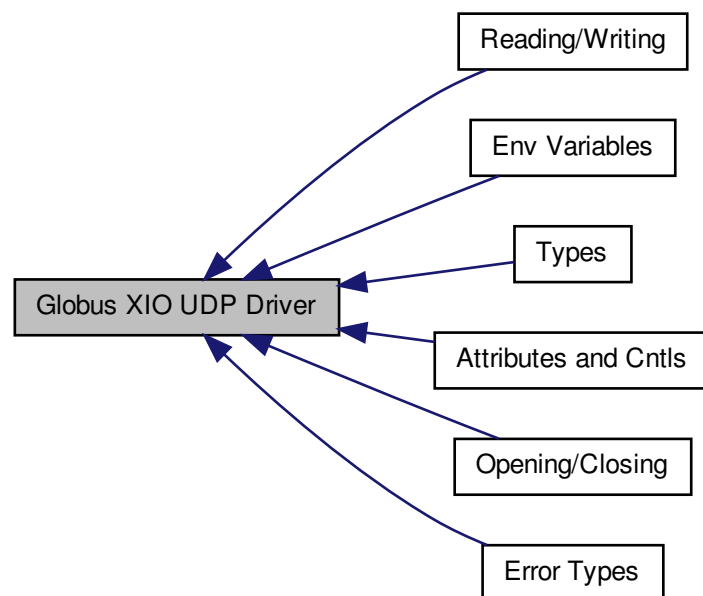 Reading/Writing
Env Variables
Types
Globus XIO UDP Driver
Attributes and Cntls
Opening/Closing
Error Types